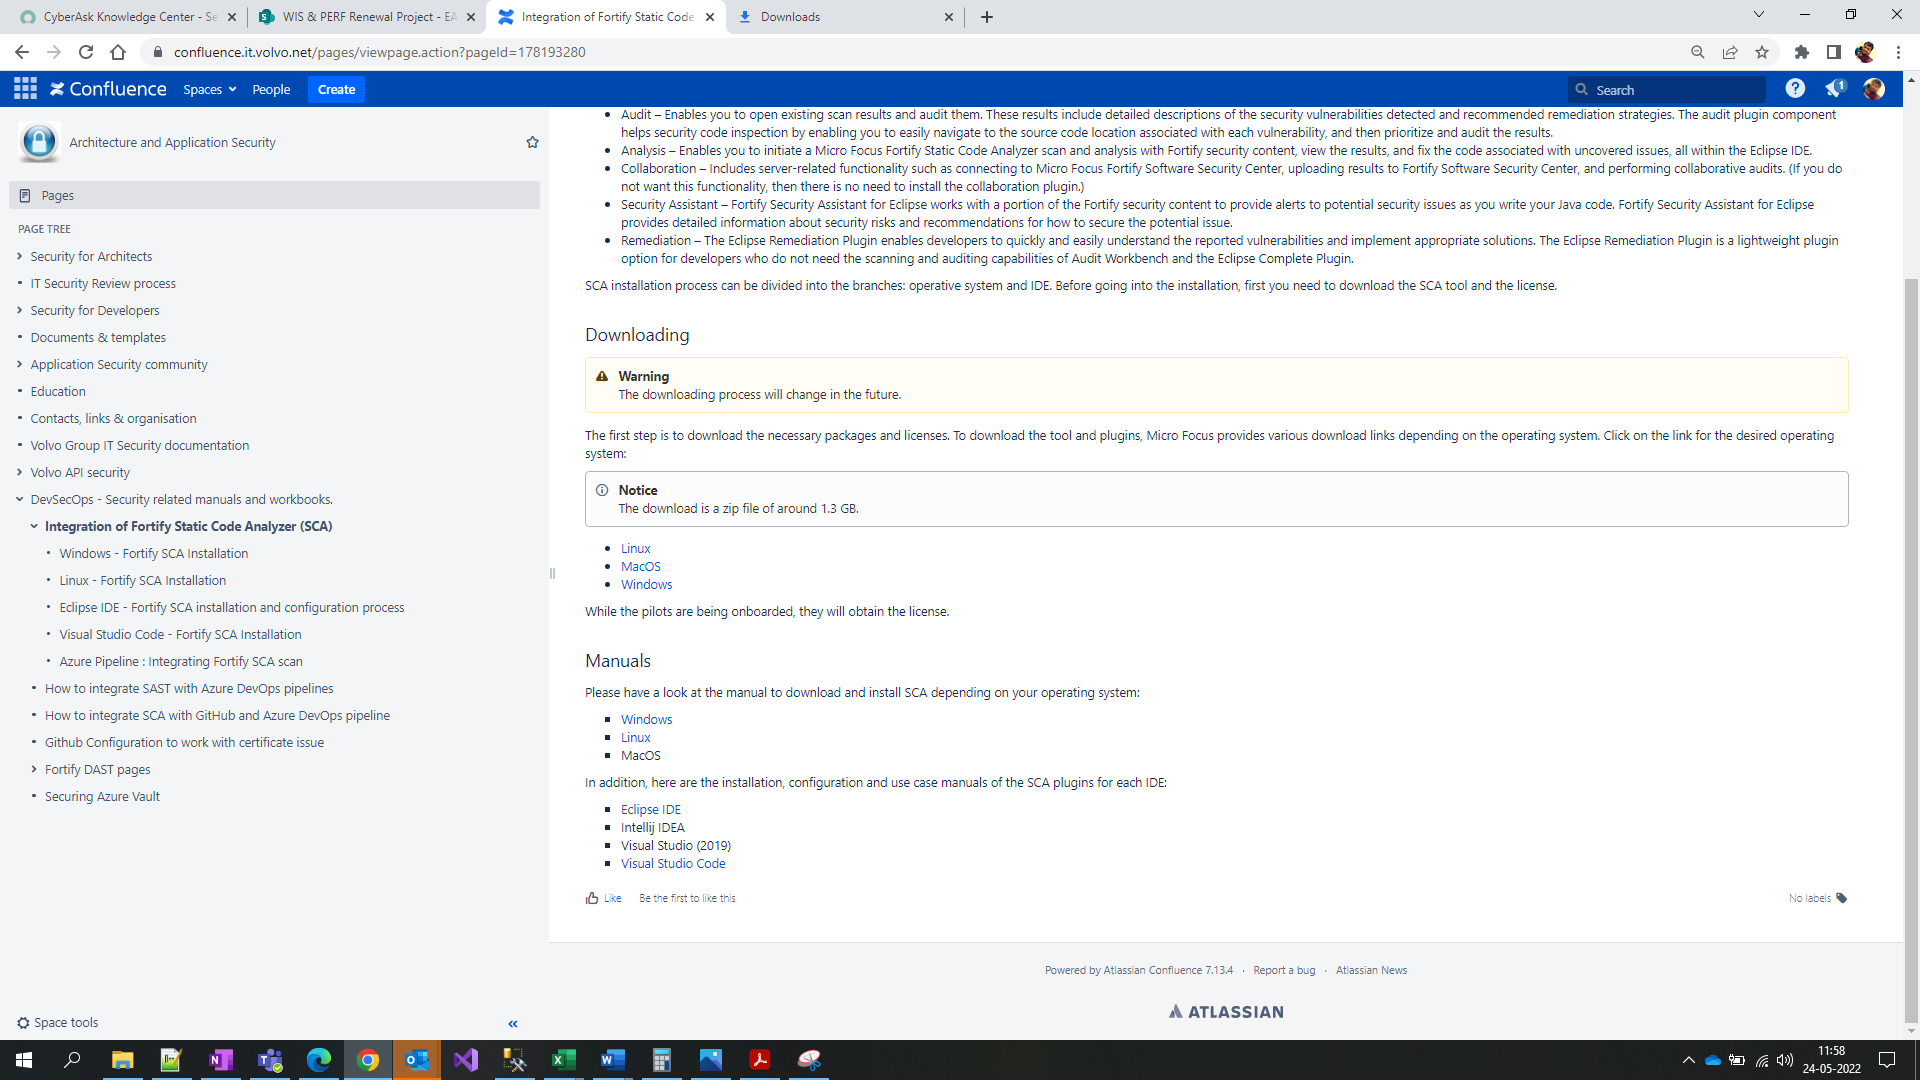 CyberAsk Knowledge Center - Se
WIS & PERF Renewal Project - EA
Integration of Fortify Static Code
Downloads
confluence.it.volvo.net/pages/viewpage.action?pageId=178193280
Confluence
Spaces
People
Create
Search
1
Architecture and Application Security
Pages
PAGE TREE
Security for Architects
IT Security Review process
Security for Developers
Documents & templates
Application Security community
Education
Contacts, links & organisation
Volvo Group IT Security documentation
Volvo API security
DevSecOps - Security related manuals and workbooks.
Integration of Fortify Static Code Analyzer (SCA)
Windows - Fortify SCA Installation
Linux - Fortify SCA Installation
Eclipse IDE - Fortify SCA installation and configuration process
Visual Studio Code - Fortify SCA Installation
Azure Pipeline : Integrating Fortify SCA scan
How to integrate SAST with Azure DevOps pipelines
How to integrate SCA with GitHub and Azure DevOps pipeline
Github Configuration to work with certificate issue
Fortify DAST pages
Securing Azure Vault
Space tools
Audit – Enables you to open existing scan results and audit them. These results include detailed descriptions of the security vulnerabilities detected and recommended remediation strategies. The audit plugin component
helps security code inspection by enabling you to easily navigate to the source code location associated with each vulnerability, and then prioritize and audit the results.
Analysis – Enables you to initiate a Micro Focus Fortify Static Code Analyzer scan and analysis with Fortify security content, view the results, and fix the code associated with uncovered issues, all within the Eclipse IDE.
Collaboration – Includes server-related functionality such as connecting to Micro Focus Fortify Software Security Center, uploading results to Fortify Software Security Center, and performing collaborative audits. (If you do
not want this functionality, then there is no need to install the collaboration plugin.)
Security Assistant – Fortify Security Assistant for Eclipse works with a portion of the Fortify security content to provide alerts to potential security issues as you write your Java code. Fortify Security Assistant for Eclipse
provides detailed information about security risks and recommendations for how to secure the potential issue.
Remediation – The Eclipse Remediation Plugin enables developers to quickly and easily understand the reported vulnerabilities and implement appropriate solutions. The Eclipse Remediation Plugin is a lightweight plugin
option for developers who do not need the scanning and auditing capabilities of Audit Workbench and the Eclipse Complete Plugin.
SCA installation process can be divided into the branches: operative system and IDE. Before going into the installation, first you need to download the SCA tool and the license.
Downloading
Warning
The downloading process will change in the future.
The first step is to download the necessary packages and licenses. To download the tool and plugins, Micro Focus provides various download links depending on the operating system. Click on the link for the desired operating
system:
Notice
The download is a zip file of around 1.3 GB.
Linux
MacOS
Windows
While the pilots are being onboarded, they will obtain the license.
Manuals
Please have a look at the manual to download and install SCA depending on your operating system:
Windows
Linux
MacOS
In addition, here are the installation, configuration and use case manuals of the SCA plugins for each IDE:
Eclipse IDE
Intellij IDEA
Visual Studio (2019)
Visual Studio Code
Like
Be the first to like this
No labels
Powered by Atlassian Confluence 7.13.4 · Report a bug · Atlassian News
ATLASSIAN
11:58
24-05-2022